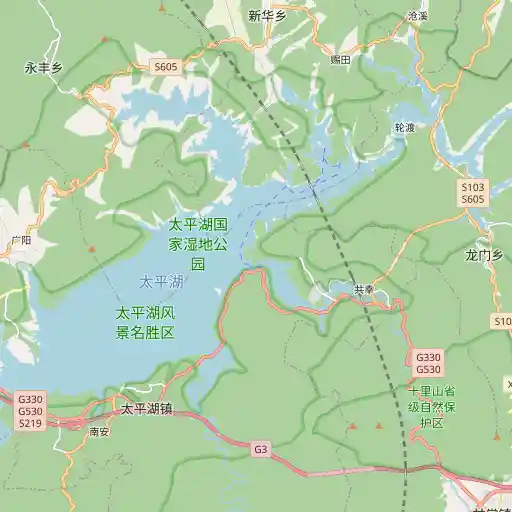 新华乡
沧溪
永丰乡
S605
赐田
轮渡
S103
S605
太平湖国
家湿地公
园
广阳
龙门乡
太平湖
共幸
太平湖风
景名胜区
S10
G330
G530
G330
G530
S219
太平湖镇
十里山省
级自然保
护区
X
南安
G3